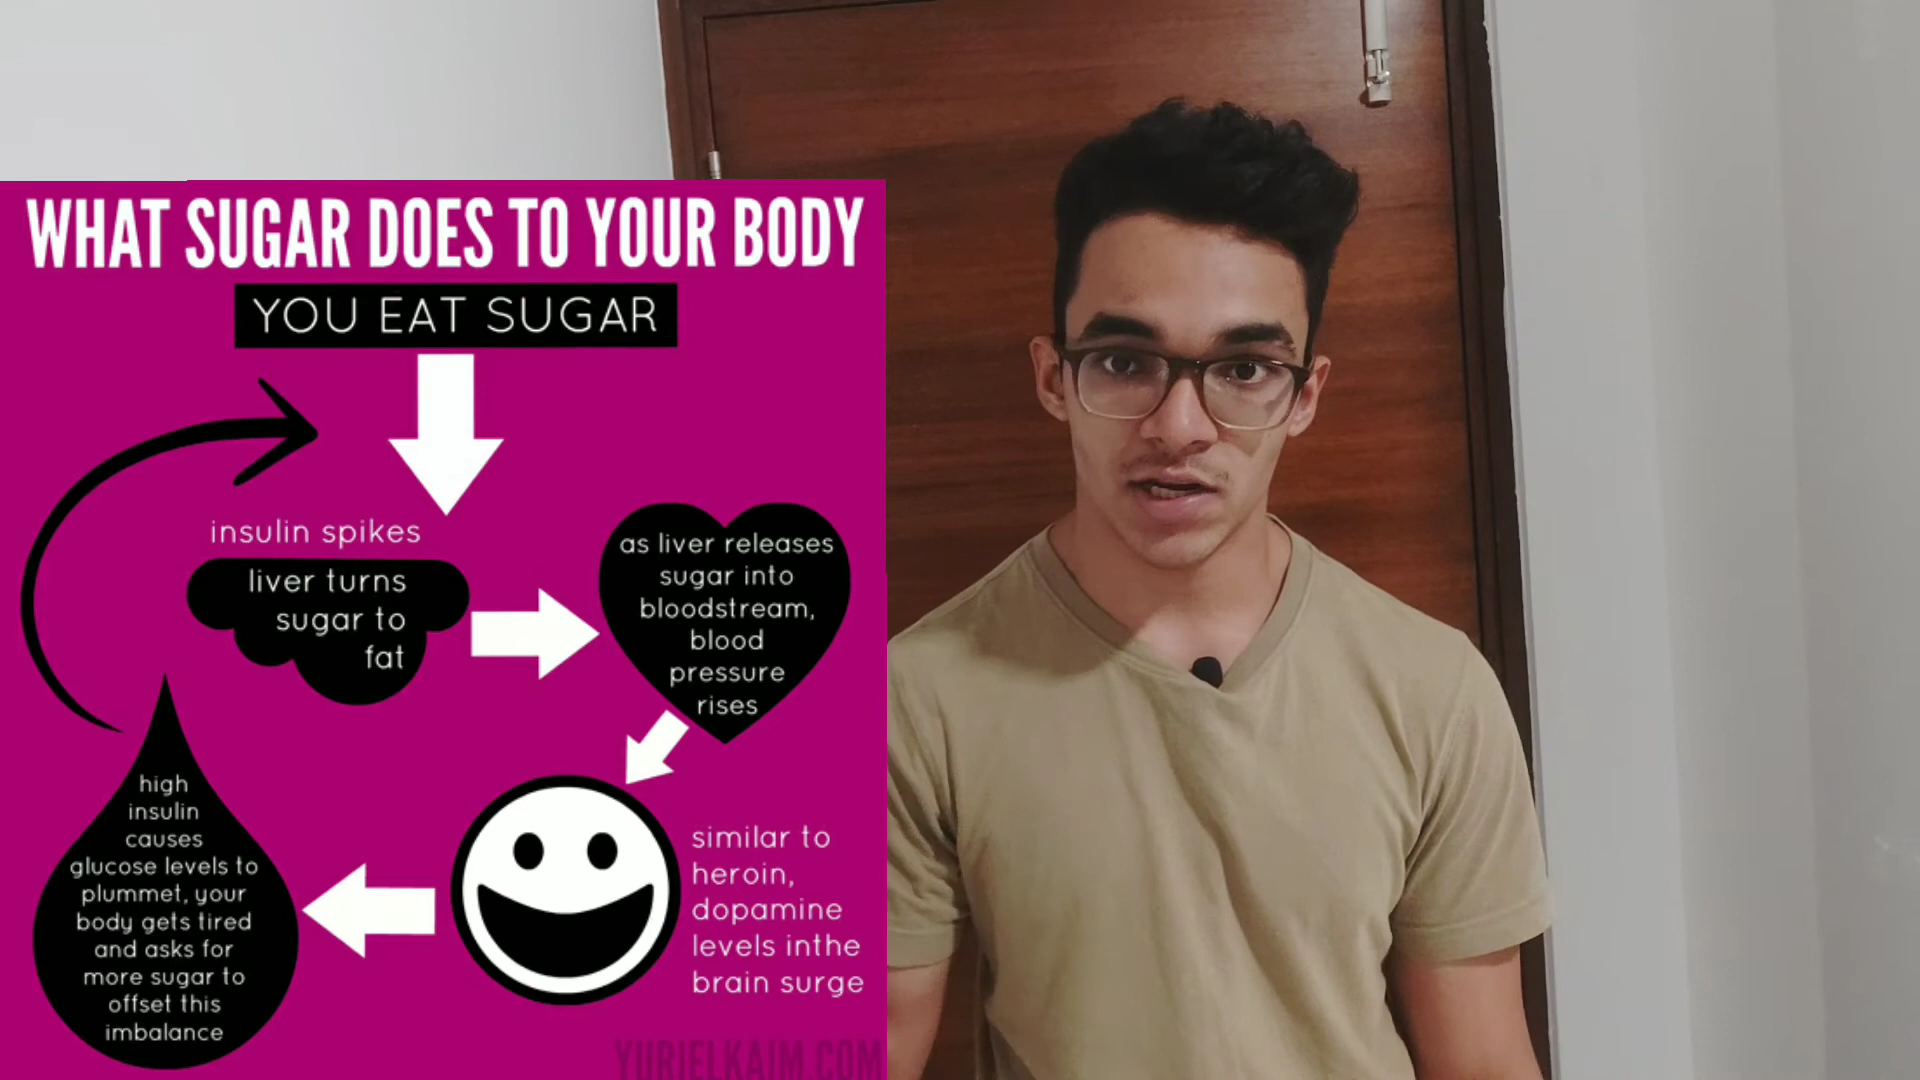 WHAT SUGAR DOES TO YOUR BODY
YOU EAT SUGAR
insulin spikes
liver turns
sugar to
fat
as liver releases
sugar into
bloodstream,
blood
pressure
rises
similar to
heroin,
dopamine
levels inthe
brain surge
high
insulin
causes
glucose levels to
plummet, your
body gets tired
and asks for
more sugar to
offset this
imbalance
YURIELKAIM.COM